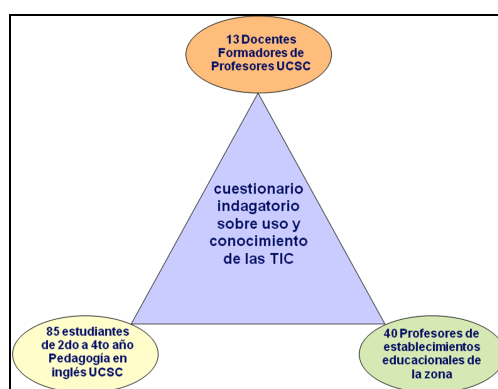 13 Docentes
Formadores de
Profesores UCSC
cuestionario
indagatorio
sobre uso y
conocimiento
de las TIC
85 estudiantes
de 2do a 4to año
Pedagogía en
inglés UCSC
40 Profesores de
establecimientos
educacionales de
la zona